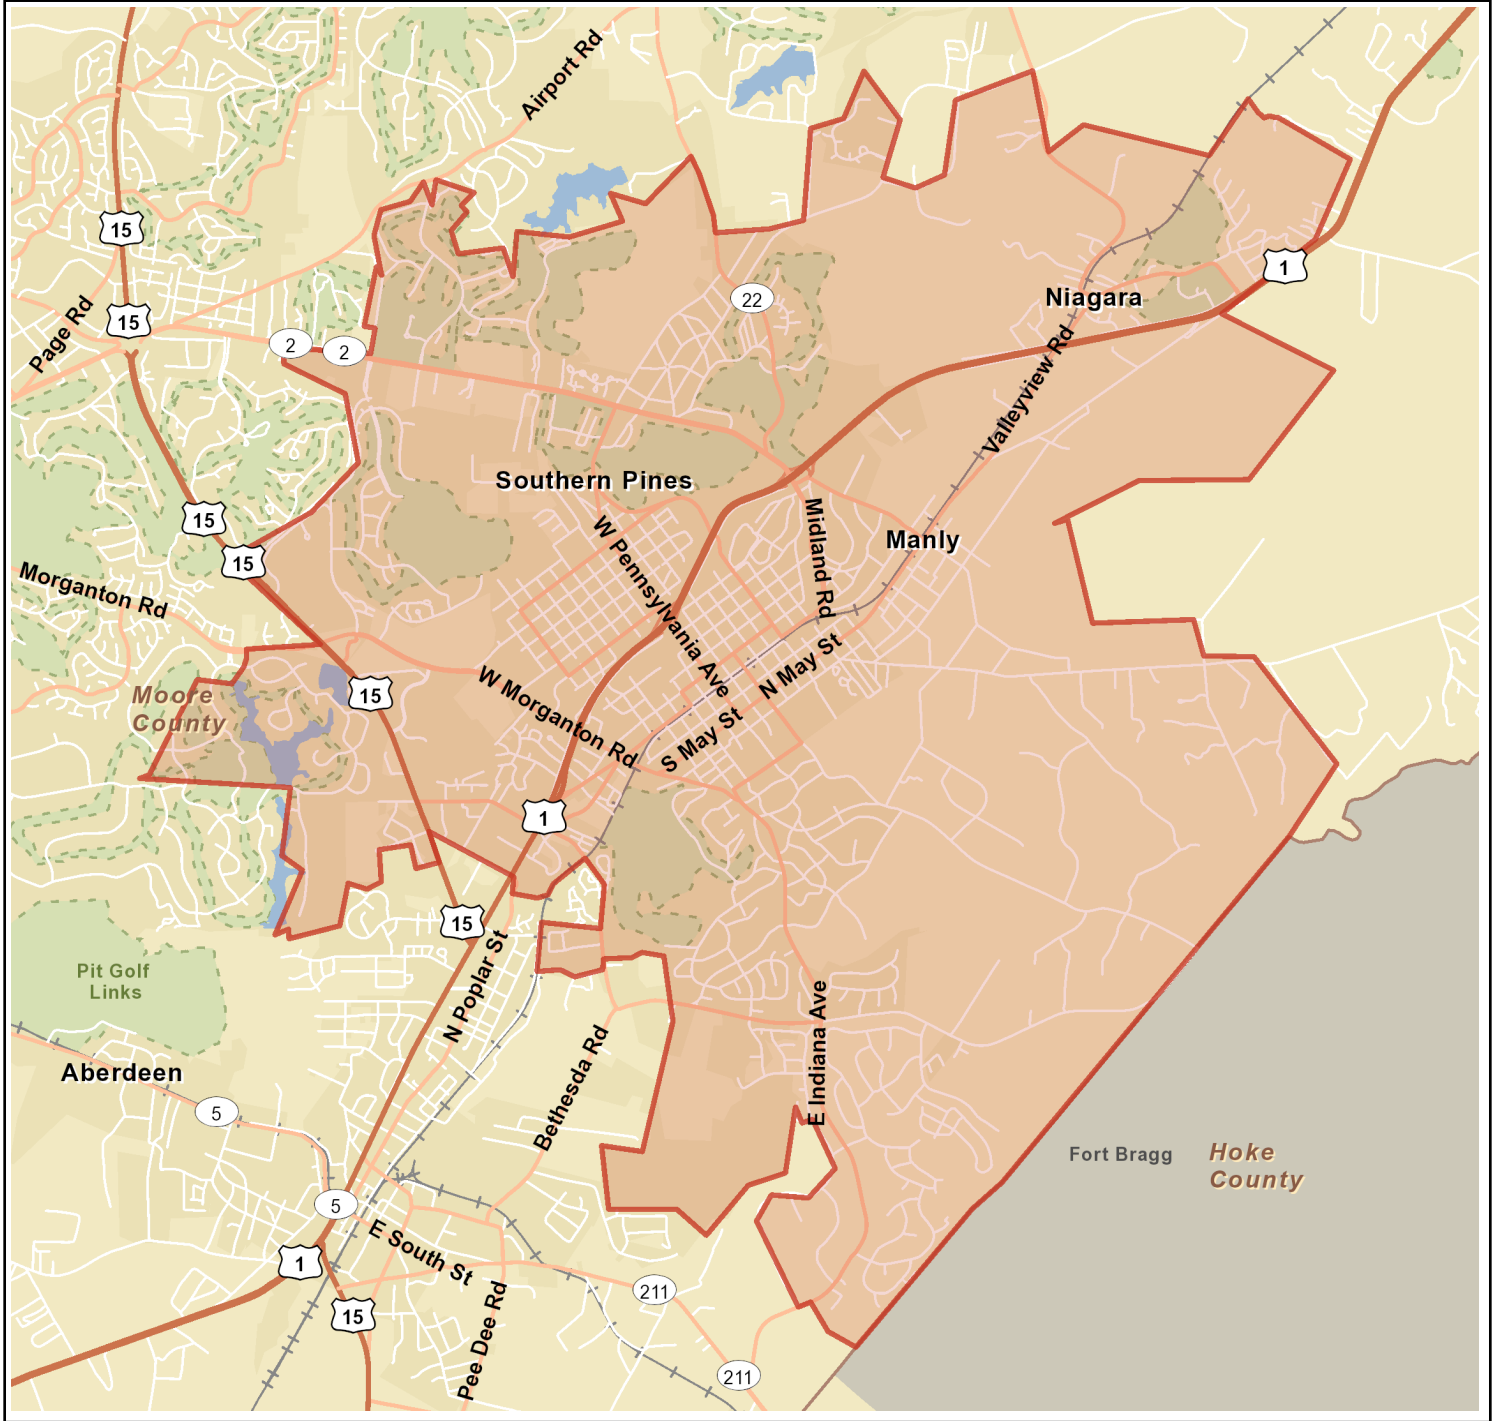 Airport Rd
15
15
Page Rd
2
2
22
1
Niagara
Valleyview Rd
Southern Pines
15
15
Midland Rd
Manly
W Pennsylvania Ave
Morganton Rd
N May St
W Morganton Rd
15
S May St
Moore
County
1
15
N Poplar St
Pit Golf
Links
E Indiana Ave
Bethesda Rd
Aberdeen
5
Fort Bragg
Hoke
County
5
E South St
1
211
15
Pee Dee Rd
211